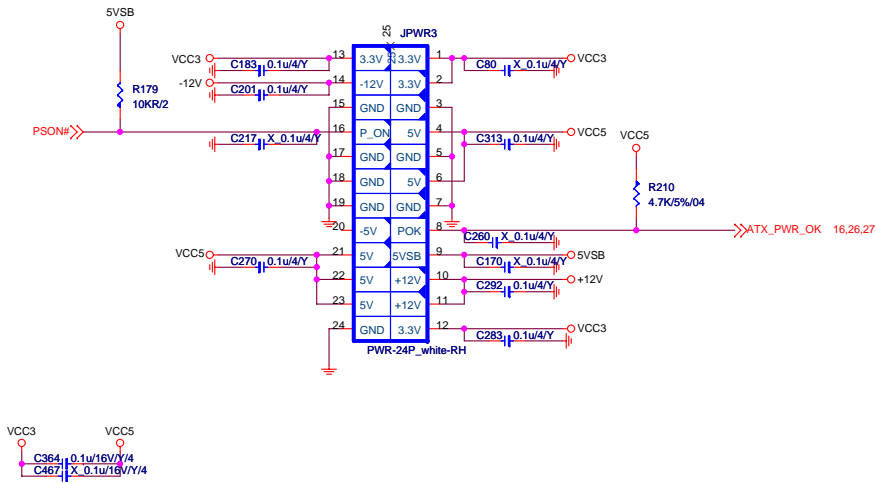 5VSB
R179
10KR/2
PSON#
VCC3
C183 0.1u/4/Y
-12V
C201 0.1u/4/Y
C217 X_0.1u/4/Y
VCC5
C270 0.1u/4/Y
25
JPWR3
13 3.3V 3.3V 1
14 -12V 3.3V 2
15 GND GND 3
16 P_ON 5V 4
17 GND GND 5
18 GND 5V 6
19 GND GND 7
20 -5V POK 8
21 5V 5VSB 9
22 5V +12V 10
23 5V +12V 11
24 GND 3.3V 12
PWR-24P_white-RH
C80 X_0.1u/4/Y
VCC3
C313 0.1u/4/Y
VCC5
VCC5
R210
4.7K/5%/04
C260 X_0.1u/4/Y
ATX_PWR_OK 16,26,27
5VSB
C170 X_0.1u/4/Y
+12V
C292 0.1u/4/Y
VCC3
C283 0.1u/4/Y
VCC3 VCC5
C364 0.1u/16V/Y/4
C467 X_0.1u/16V/Y/4